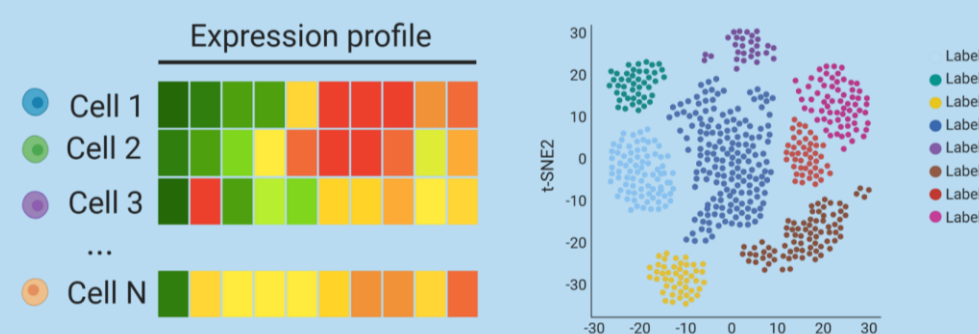 Expression profile
Cell 1
Cell 2
Cell 3
...
Cell N
t-SNE2
30
20
10
0
-10
-20
-30
-30 -20 -10 0 10 20 30
Label
Label
Label
Label
Label
Label
Label
Label